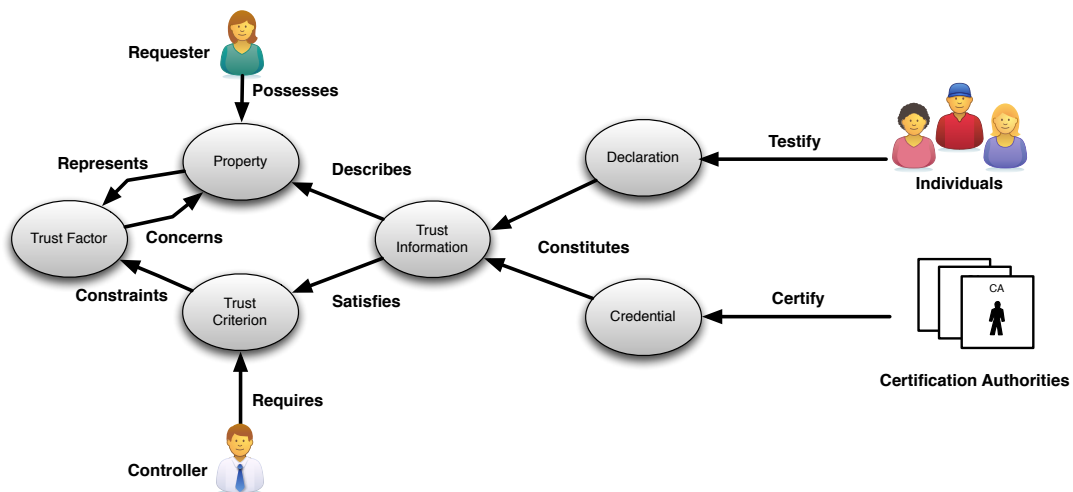 Requester
Possesses
Represents
Property
Describes
Declaration
Testify
Individuals
Trust Factor
Concerns
Trust
Information
Constitutes
Constraints
Trust
Criterion
Satisfies
Credential
Certify
CA
Certification Authorities
Requires
Controller